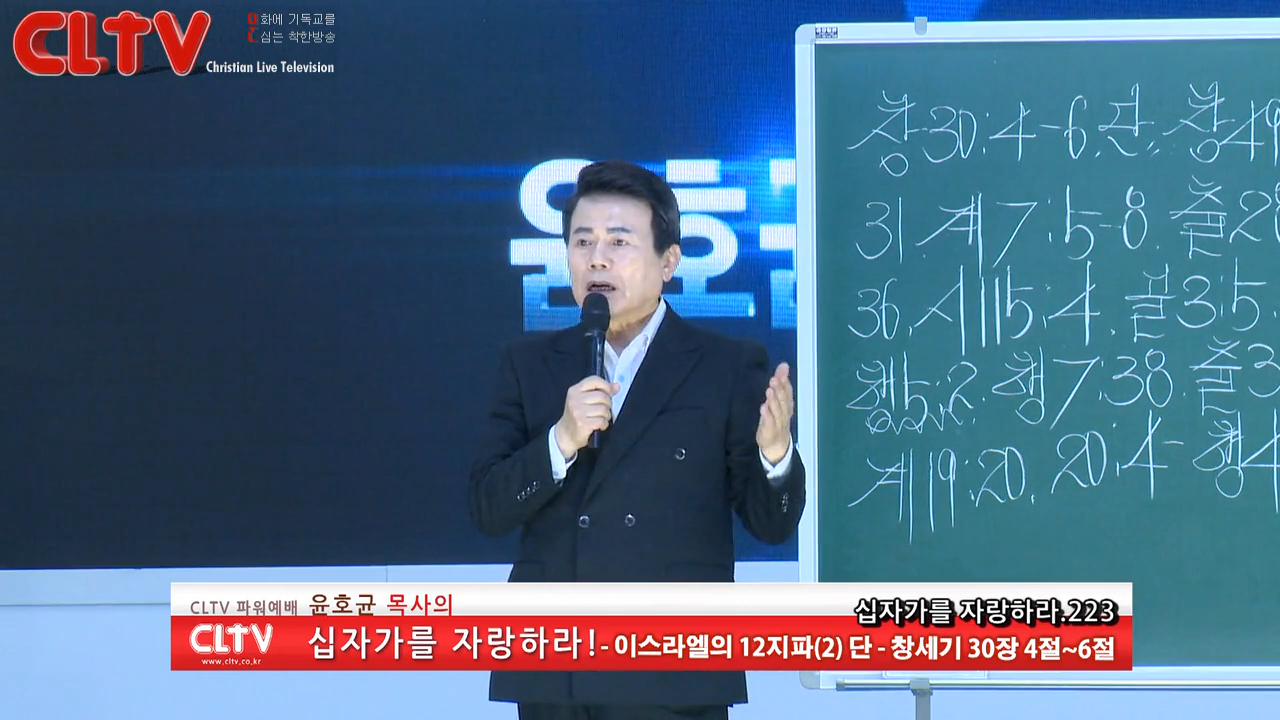 CLTV
문화에 기독교를
심는 착한방송
Christian Live Television
윤호균
창30:4-6. 단. 창49
31 계7:5-8. 출28
36. 시115:4. 골3:5.
행7:38 출3
계19:20. 20:4-
CLTV 파워예배 윤호균 목사의
십자가를 자랑하라.223
CLTV
www.cltv.co.kr
십자가를 자랑하라!- 이스라엘의 12지파(2) 단 - 창세기 30장 4절~6절